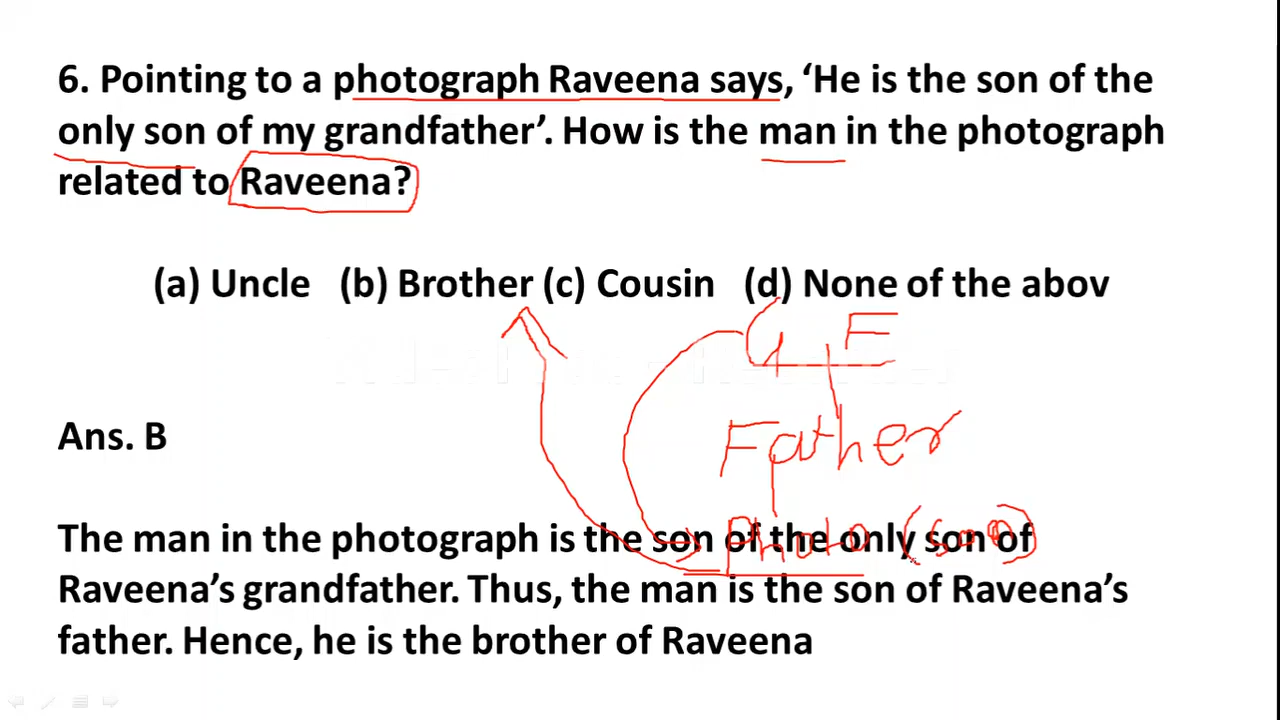 6. Pointing to a photograph Raveena says, ‘He is the son of the
only son of my grandfather’. How is the man in the photograph
related to Raveena?
(a) Uncle (b) Brother (c) Cousin (d) None of the abov
G F
Father
Ans. B
Photo (Son)
The man in the photograph is the son of the only son of
Raveena’s grandfather. Thus, the man is the son of Raveena’s
father. Hence, he is the brother of Raveena